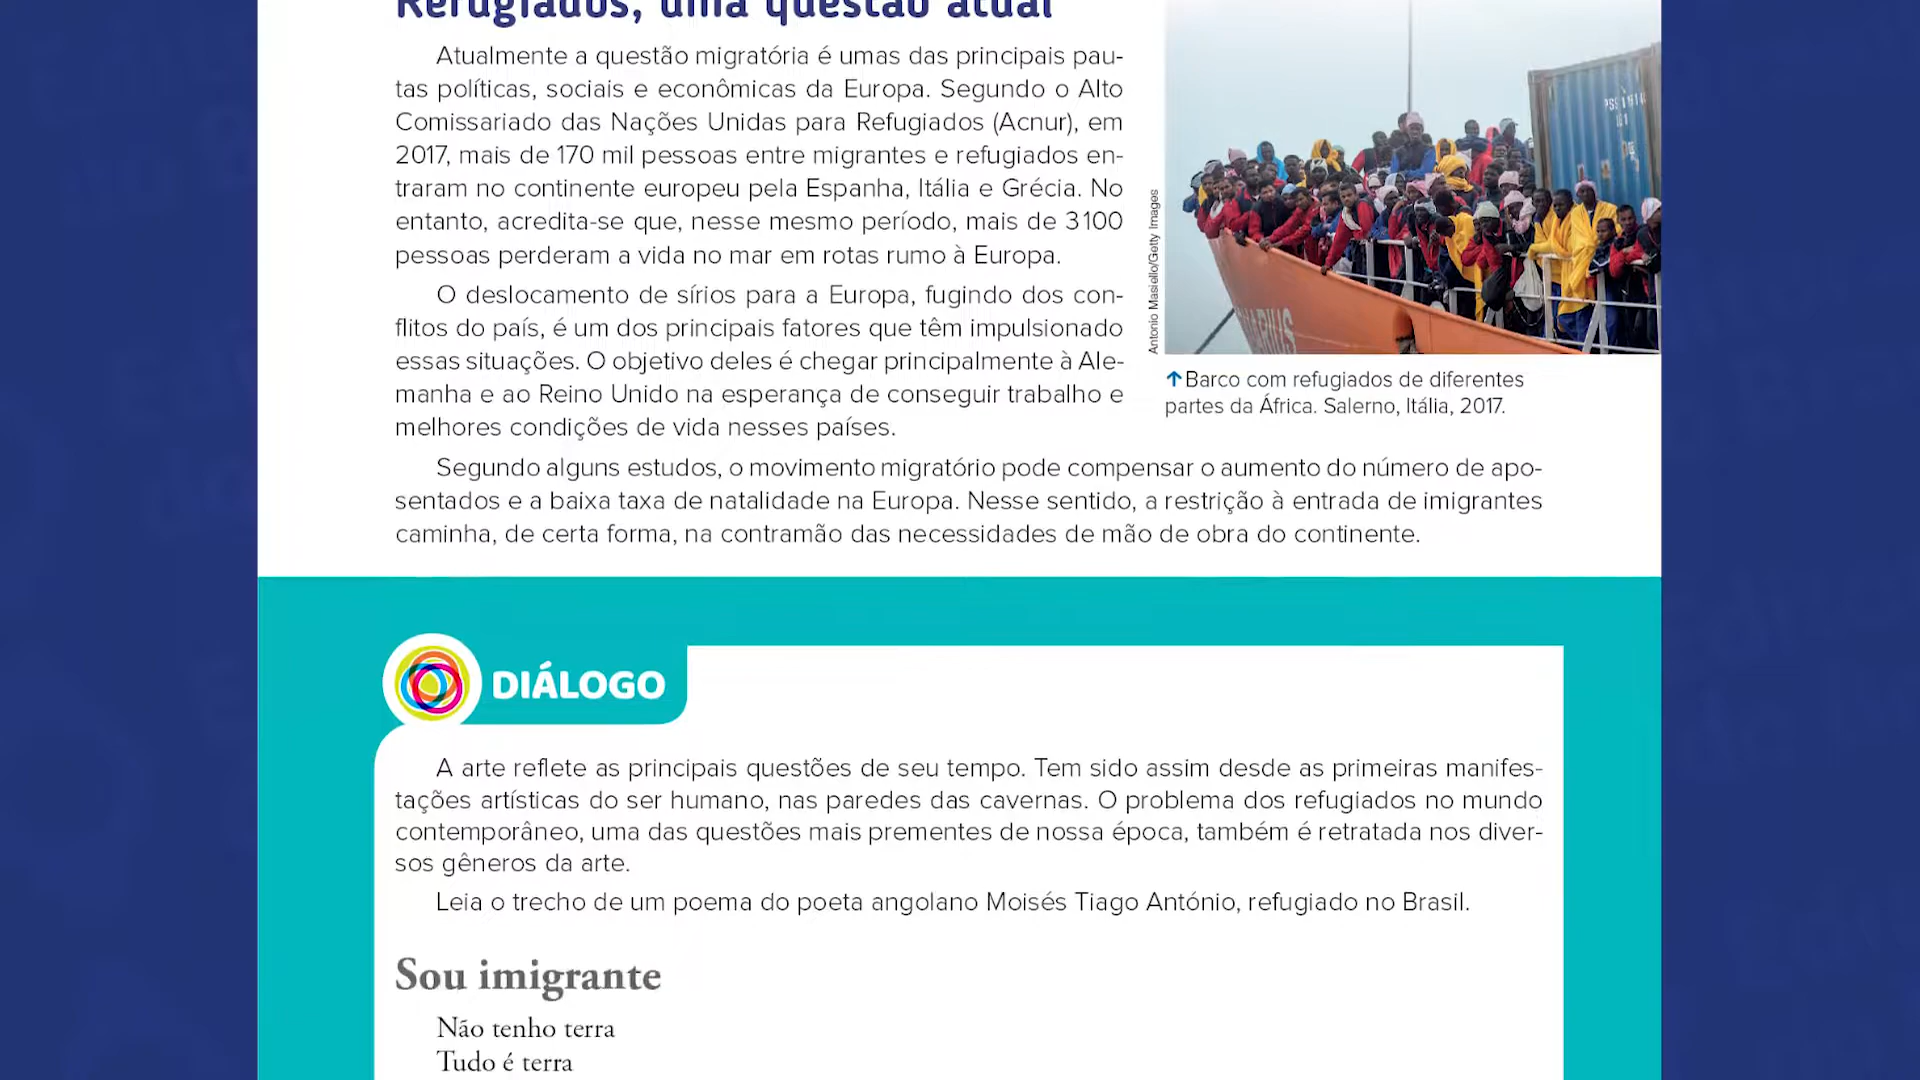 Refugiados, uma questão atual
Atualmente a questão migratória é umas das principais pau-
tas políticas, sociais e econômicas da Europa. Segundo o Alto
Comissariado das Nações Unidas para Refugiados (Acnur), em
2017, mais de 170 mil pessoas entre migrantes e refugiados en-
traram no continente europeu pela Espanha, Itália e Grécia. No
entanto, acredita-se que, nesse mesmo período, mais de 3 100
pessoas perderam a vida no mar em rotas rumo à Europa.
O deslocamento de sírios para a Europa, fugindo dos con-
flitos do país, é um dos principais fatores que têm impulsionado
essas situações. O objetivo deles é chegar principalmente à Ale-
manha e ao Reino Unido na esperança de conseguir trabalho e
melhores condições de vida nesses países.
Antonio Masiello/Getty Images
Barco com refugiados de diferentes
partes da África. Salerno, Itália, 2017.
Segundo alguns estudos, o movimento migratório pode compensar o aumento do número de apo-
sentados e a baixa taxa de natalidade na Europa. Nesse sentido, a restrição à entrada de imigrantes
caminha, de certa forma, na contramão das necessidades de mão de obra do continente.
DIÁLOGO
A arte reflete as principais questões de seu tempo. Tem sido assim desde as primeiras manifes-
tações artísticas do ser humano, nas paredes das cavernas. O problema dos refugiados no mundo
contemporâneo, uma das questões mais prementes de nossa época, também é retratada nos diver-
sos gêneros da arte.
Leia o trecho de um poema do poeta angolano Moisés Tiago António, refugiado no Brasil.
Sou imigrante
Não tenho terra
Tudo é terra